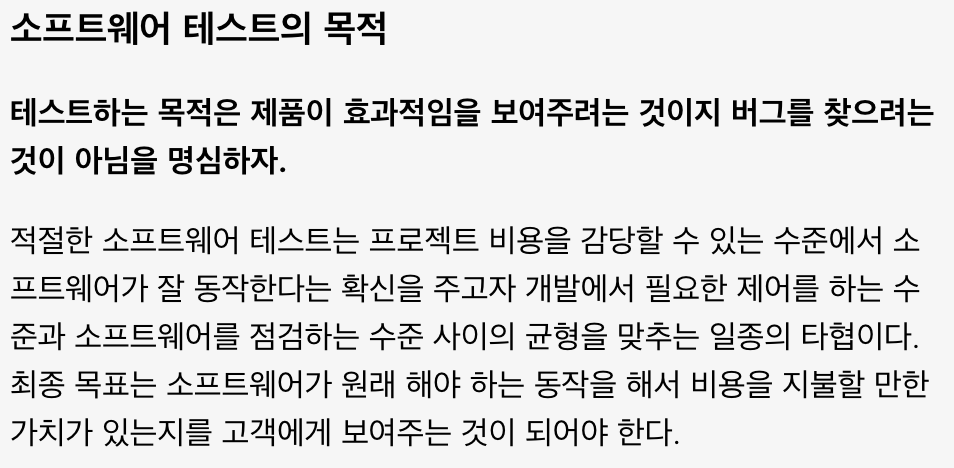 소프트웨어 테스트의 목적
테스트하는 목적은 제품이 효과적임을 보여주려는 것이지 버그를 찾으려는
것이 아님을 명심하자.
적절한 소프트웨어 테스트는 프로젝트 비용을 감당할 수 있는 수준에서 소
프트웨어가 잘 동작한다는 확신을 주고자 개발에서 필요한 제어를 하는 수
준과 소프트웨어를 점검하는 수준 사이의 균형을 맞추는 일종의 타협이다.
최종 목표는 소프트웨어가 원래 해야 하는 동작을 해서 비용을 지불할 만한
가치가 있는지를 고객에게 보여주는 것이 되어야 한다.